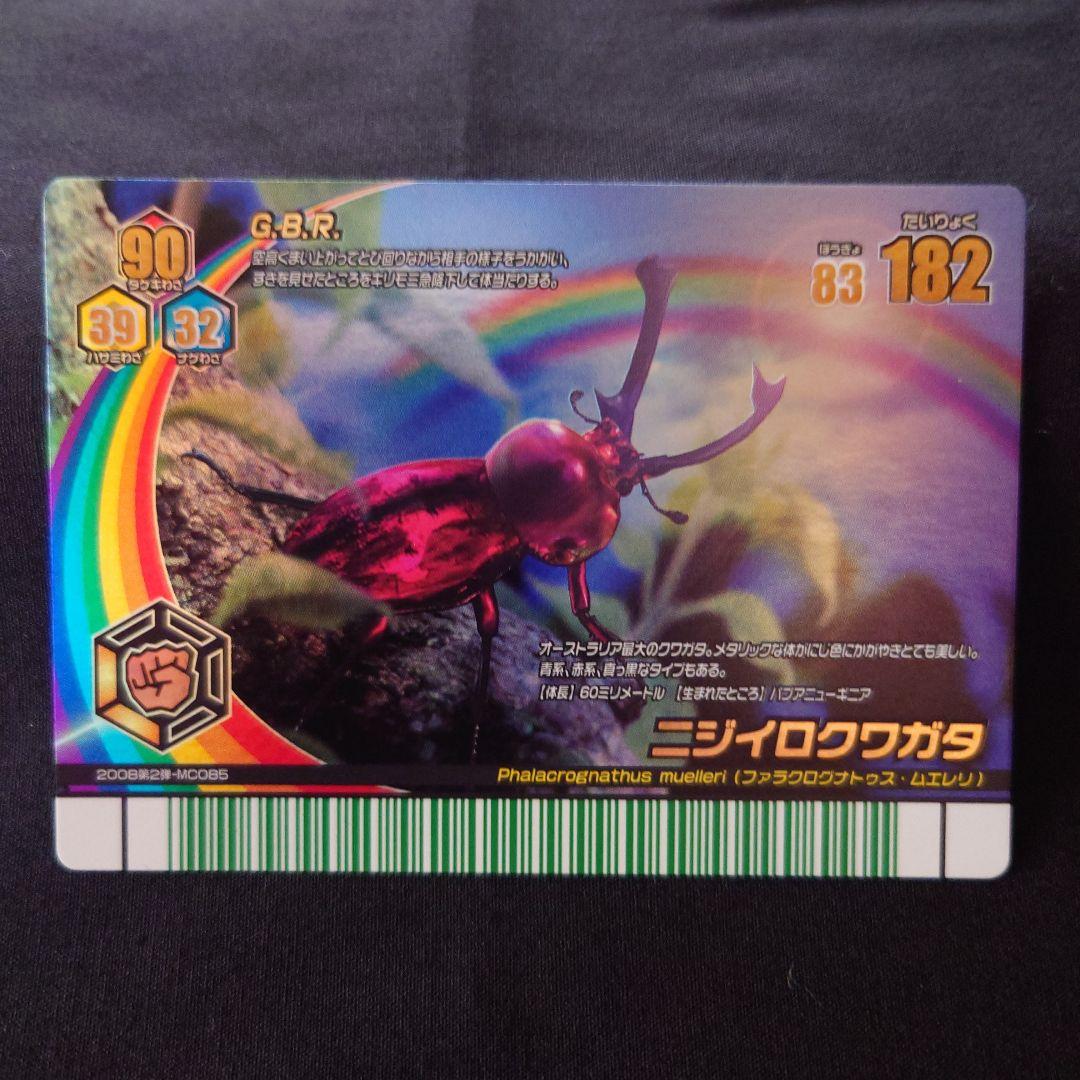 90
ダゲキわざ
39
ハサミわざ
32
ナゲわざ
G.B.R.
空高くまい上がってとび回りながら相手の様子をうかがい、
すきを見せたところをキリモミ急降下して体当たりする。
ぼうぎょ
83
たいりょく
182
オーストラリア最大のクワガタ。メタリックな体がにじ色にかがやきとても美しい。
青系、赤系、真っ黒なタイプもある。
【体長】60ミリメートル 【生まれたところ】パプアニューギニア
ニジイロクワガタ
2008第2弾-MC085
Phalacrognathus muelleri (ファラクログナトゥス・ムエレリ)